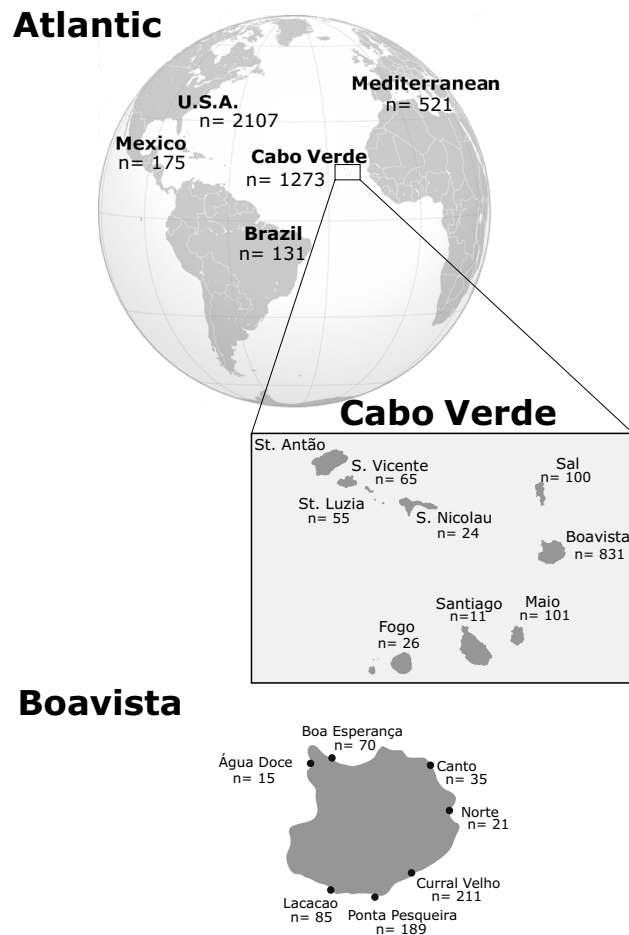 Atlantic
Mediterranean
n= 521
U.S.A.
n= 2107
Mexico
n= 175
Cabo Verde
n= 1273
Brazil
n= 131
Cabo Verde
St. Antão
S. Vicente
n= 65
Sal
n= 100
St. Luzia
n= 55
S. Nicolau
n= 24
Boavista
n= 831
Santiago
n=11
Maio
n= 101
Fogo
n= 26
Boavista
Boa Esperança
n= 70
Água Doce
n= 15
Canto
n= 35
Norte
n= 21
Curral Velho
n= 211
Lacacao
n= 85
Ponta Pesqueira
n= 189